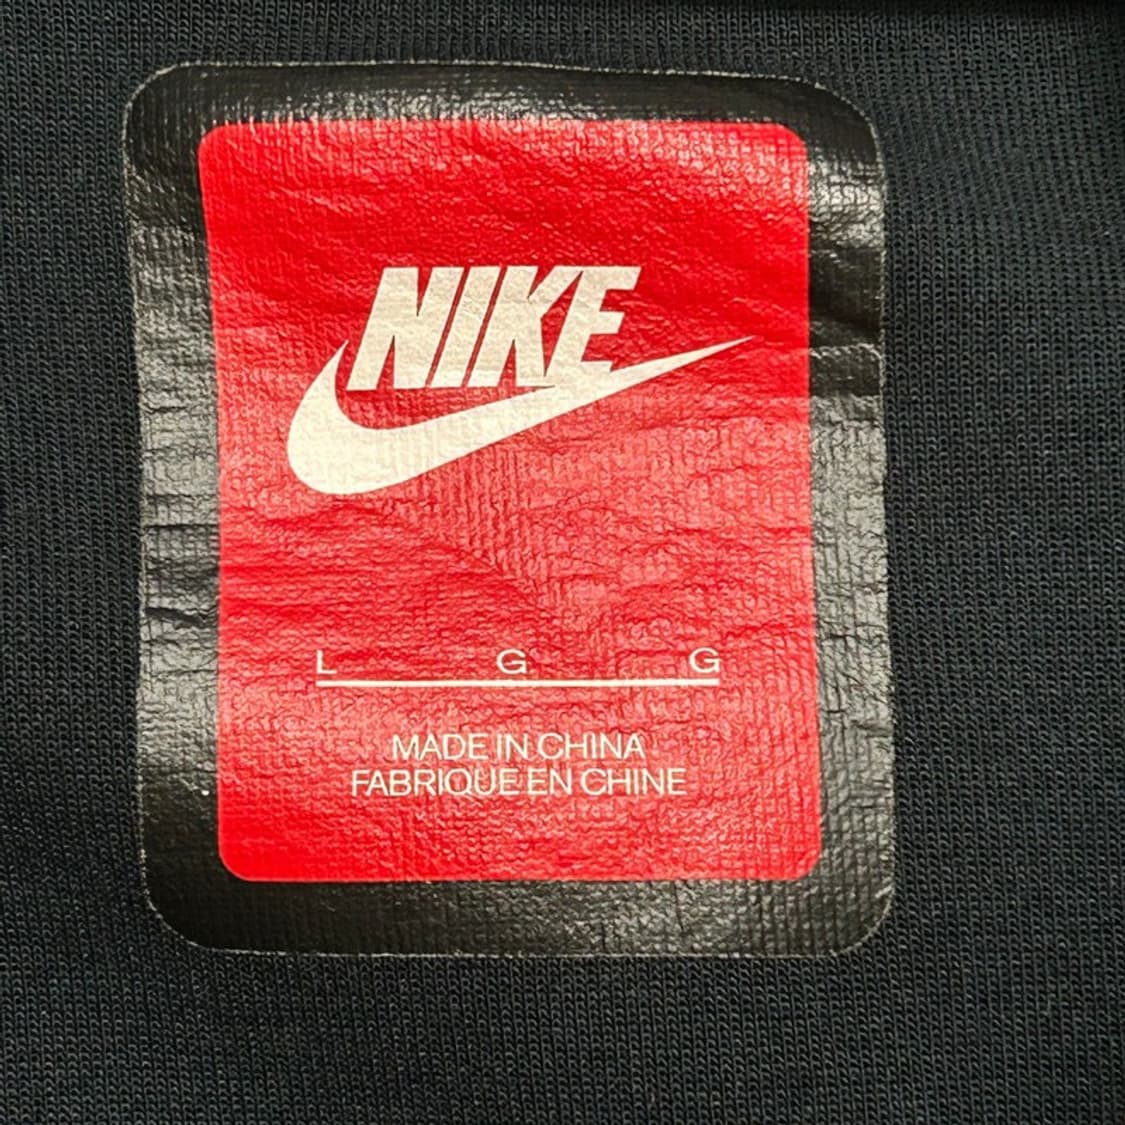 NIKE
L G G
MADE IN CHINA
FABRIQUE EN CHINE